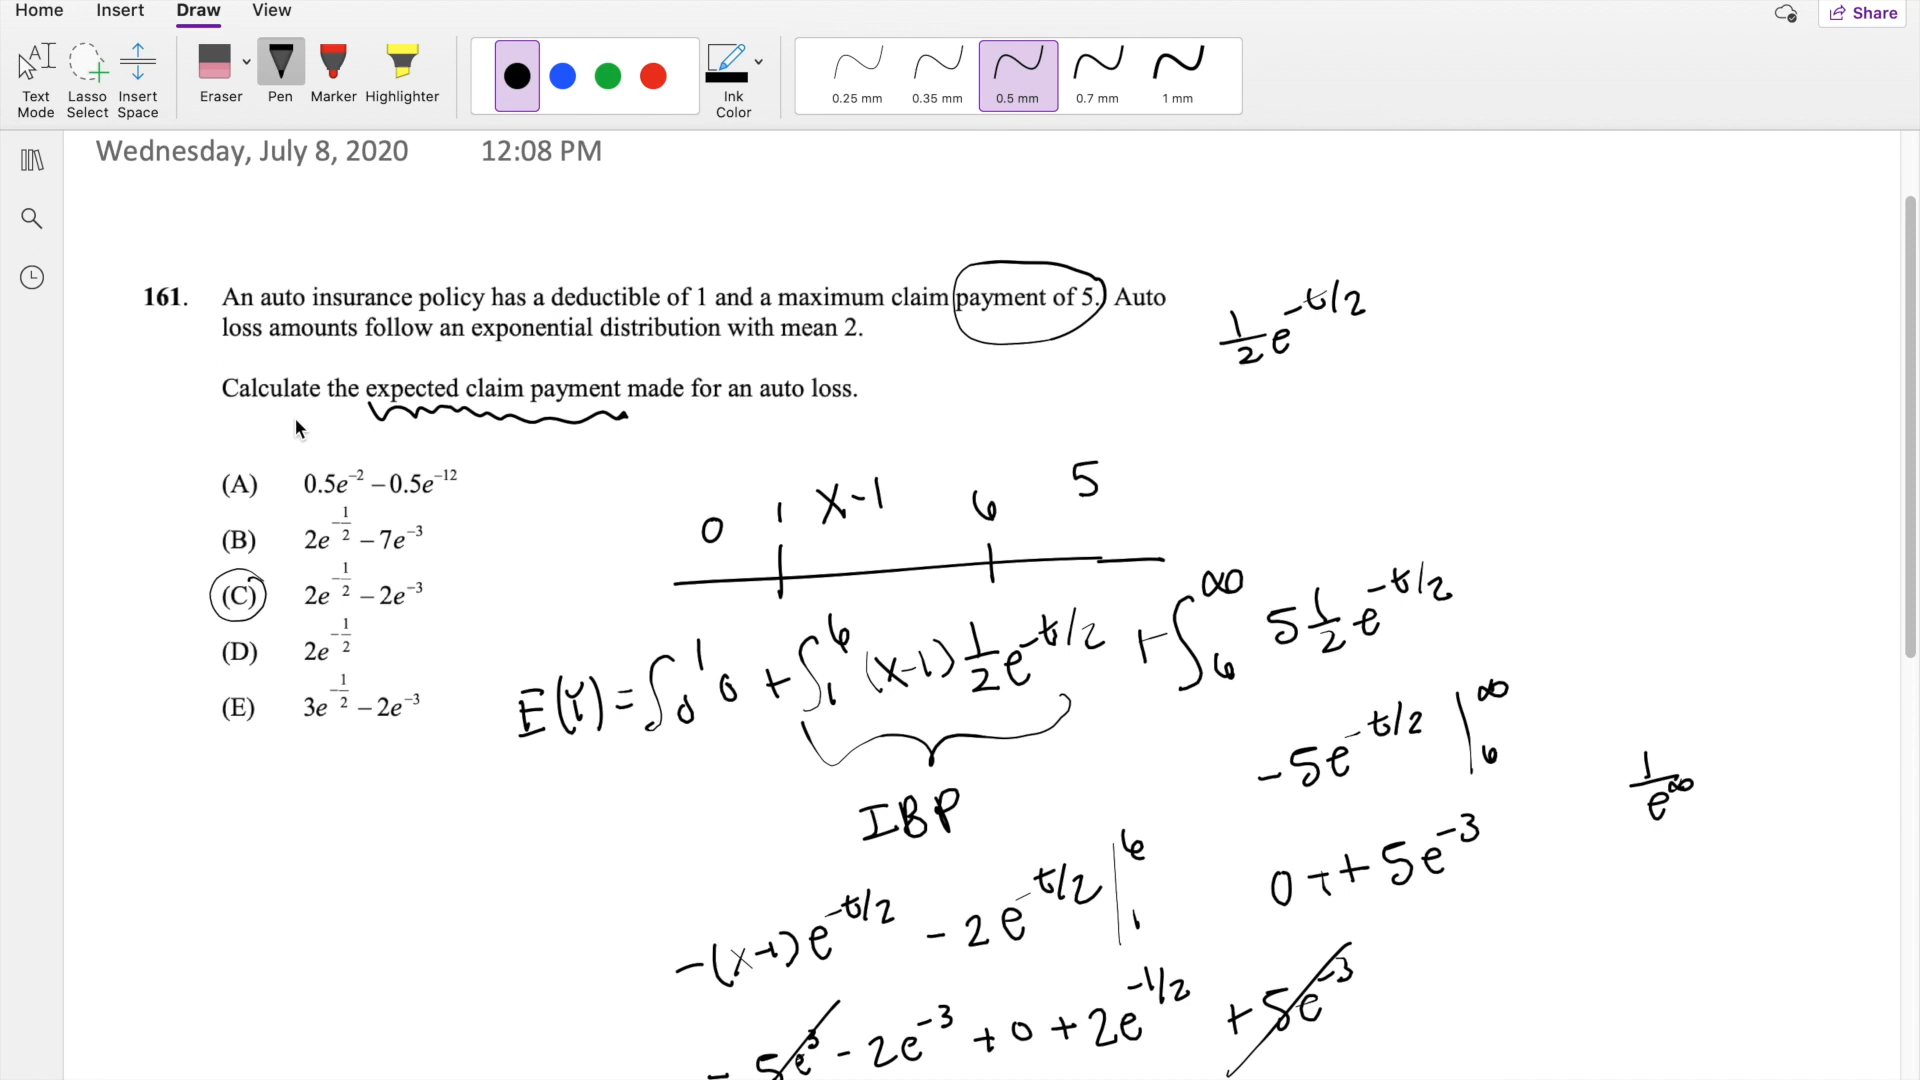 Home Insert Draw View
Share
Text Mode Lasso Select Insert Space Eraser Pen Marker Highlighter Ink Color 0.25 mm 0.35 mm 0.5 mm 0.7 mm 1 mm
Wednesday, July 8, 2020 12:08 PM
161. An auto insurance policy has a deductible of 1 and a maximum claim payment of 5. Auto
loss amounts follow an exponential distribution with mean 2.
1/2 e^-t/2
Calculate the expected claim payment made for an auto loss.
(A) 0.5e^-2 – 0.5e^-12
(B) 2e^-1/2 – 7e^-3
(C) 2e^-1/2 – 2e^-3
(D) 2e^-1/2
(E) 3e^-1/2 – 2e^-3
0 1 x-1 6 5
E(Y) = ∫_0^1 0 + ∫_1^6 (x-1) 1/2 e^-t/2 + ∫_6^∞ 5 1/2 e^-t/2
-5e^-t/2 |_6^∞
1/e^∞
IBP
0 + + 5e^-3
-(x-1)e^-t/2 - 2e^-t/2 |_1^6
- 5e^3 - 2e^-3 + 0 + 2e^-1/2 + 5e^-3